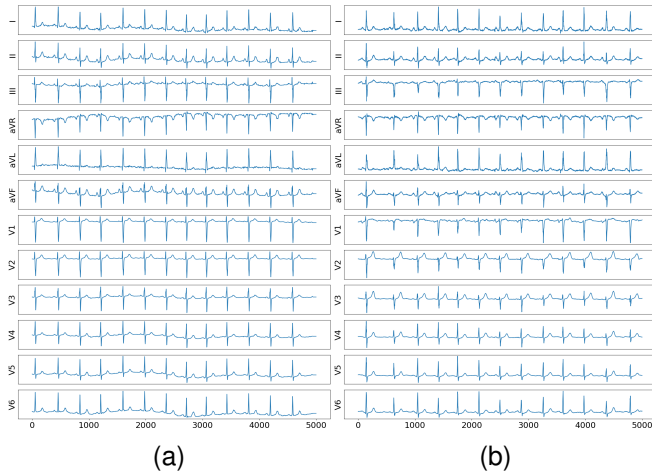 I I
II II
III III
aVR aVR
aVL aVL
aVF aVF
V1 V1
V2 V2
V3 V3
V4 V4
V5 V5
V6 V6
0 1000 2000 3000 4000 5000 0 1000 2000 3000 4000 5000
(a) (b)